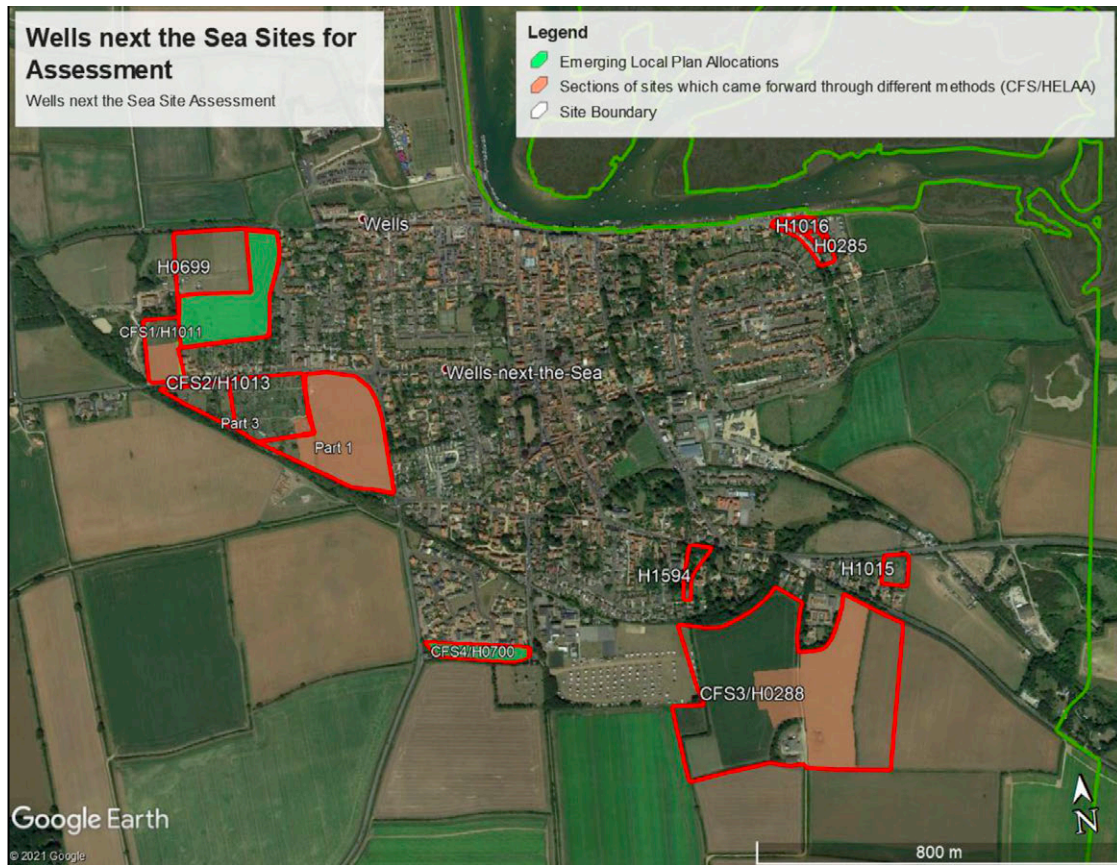 Wells next the Sea Sites for
Assessment
Wells next the Sea Site Assessment
Legend
Emerging Local Plan Allocations
Sections of sites which came forward through different methods (CFS/HELAA)
Site Boundary
Wells
H1016
H0285
H0699
CFS1/H1011
CFS2/H1013
Wells-next-the-Sea
Part 3
Part 1
H1594
H1015
CFS4/H0700
CFS3/H0288
Google Earth
© 2021 Google
800 m
N